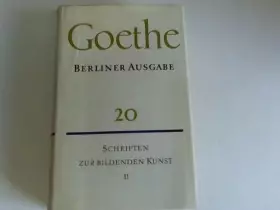 Goethe
BERLINER AUSGABE
20
SCHRIFTEN
ZUR BILDENDEN KUNST
II